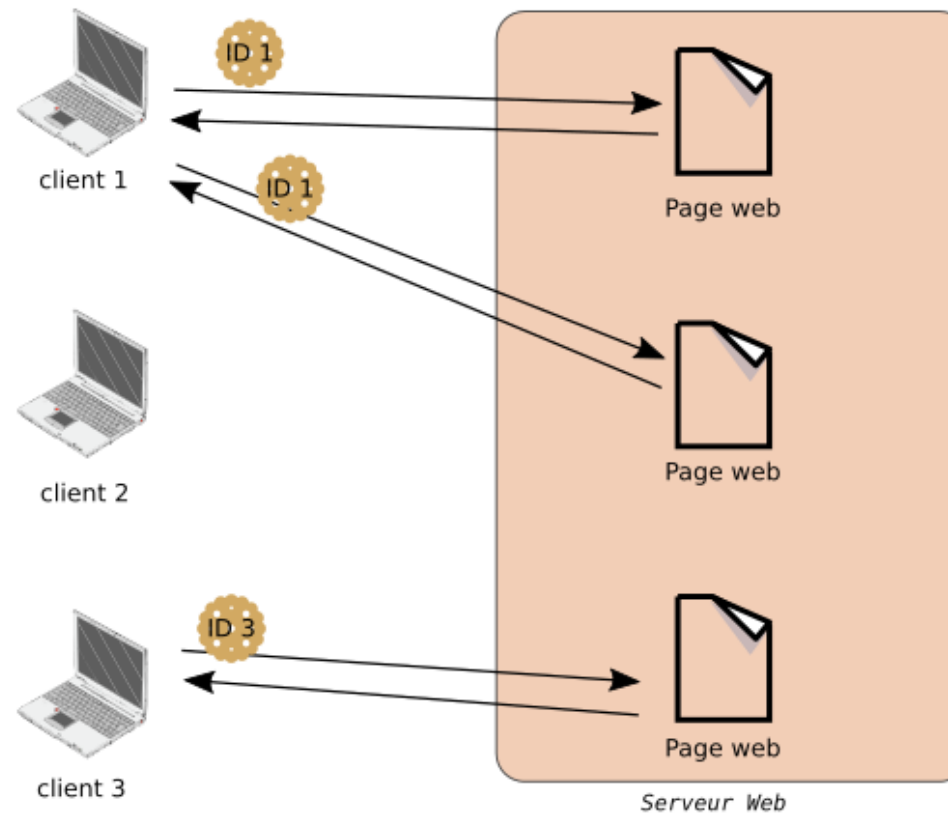 ID 1
client 1
Page web
ID 1
client 2
Page web
ID 3
client 3
Page web
Serveur Web